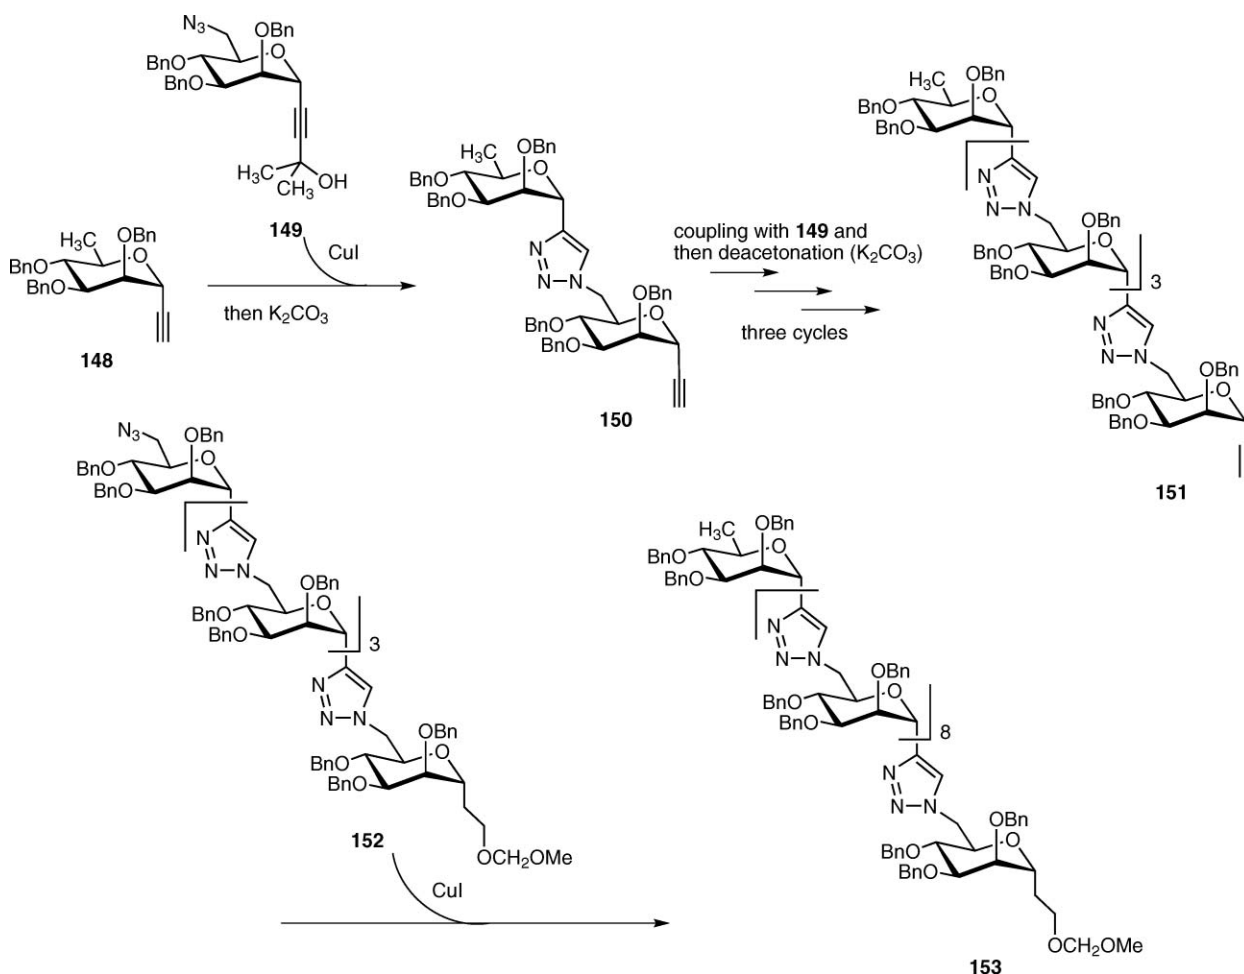 N3
OBn
O
BnO
BnO
H3C
CH3
OH
149
CuI
H3C
OBn
O
BnO
BnO
148
then K2CO3
H3C
OBn
O
BnO
BnO
N
N
N
OBn
O
BnO
BnO
150
coupling with 149 and
then deacetonation (K2CO3)
three cycles
H3C
OBn
O
BnO
BnO
N
N
N
OBn
O
BnO
BnO
3
N
N
N
OBn
O
BnO
BnO
151
N3
OBn
O
BnO
BnO
N
N
N
OBn
O
BnO
BnO
3
N
N
N
OBn
O
BnO
BnO
OCH2OMe
152
CuI
H3C
OBn
O
BnO
BnO
N
N
N
OBn
O
BnO
BnO
8
N
N
N
OBn
O
BnO
BnO
OCH2OMe
153